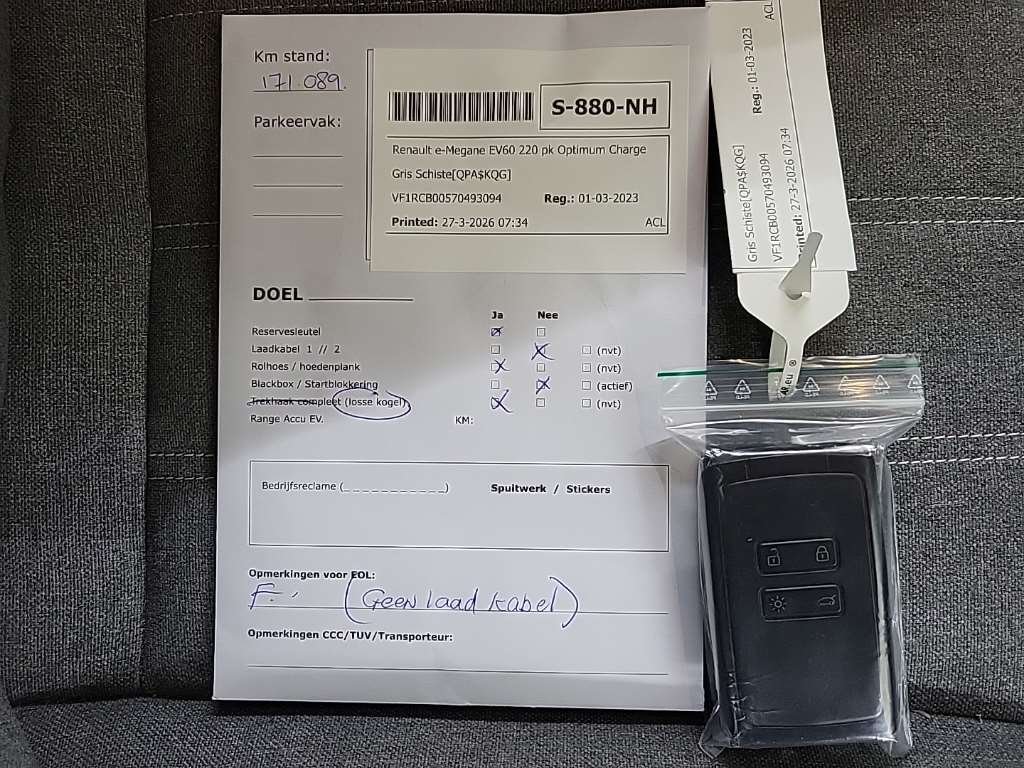 Km stand:
171.089.
Parkeervak:
S-880-NH
Renault e-Megane EV60 220 pk Optimum Charge
Gris Schiste[QPA$KQG]
VF1RCB00570493094 Reg.: 01-03-2023
Printed: 27-3-2026 07:34 ACL
DOEL
Ja Nee
Reservesleutel
Laadkabel 1 // 2 (nvt)
Rolhoes / hoedenplank (nvt)
Blackbox / Startblokkering (actief)
Trekhaak compleet (losse kogel) (nvt)
Range Accu EV. KM:
Bedrijfsreclame (_ _ _ _ _ _ _ _ _ _ _) Spuitwerk / Stickers
Opmerkingen voor EOL:
F. (Geen laad kabel)
Opmerkingen CCC/TUV/Transporteur:
Gris Schiste[QPA$KQG] Reg.: 01-03-2023
VF1RCB00570493094 ACL
27-3-2026 07:34
.eu ®